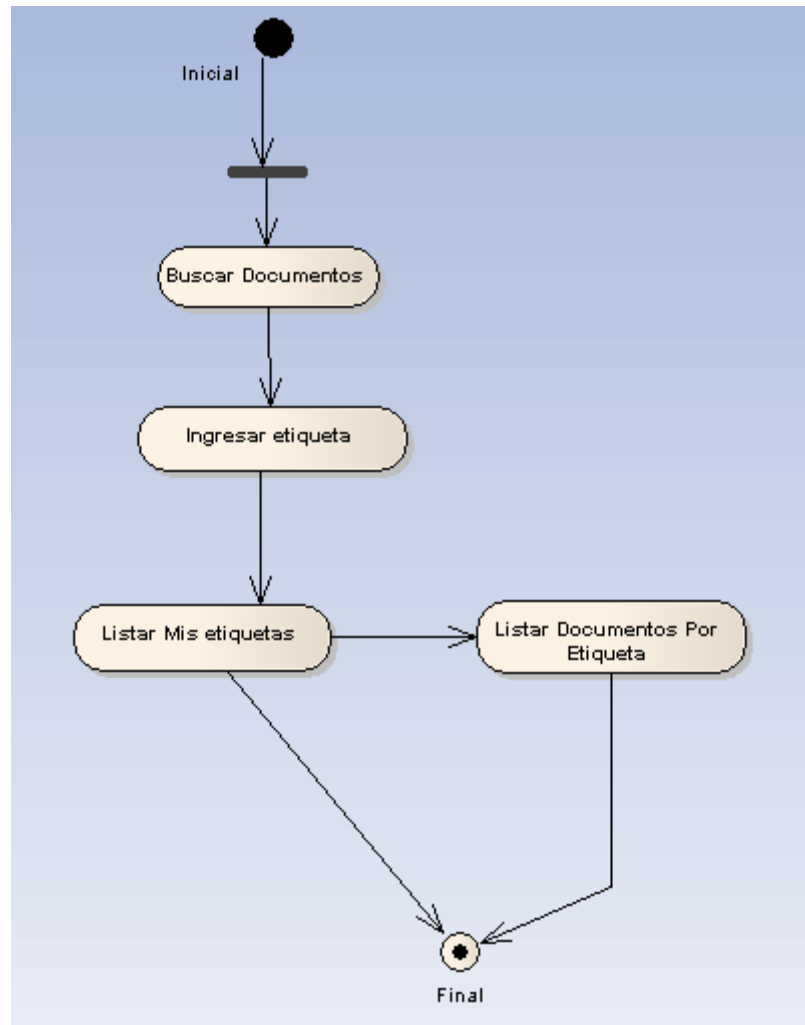 Inicial
Buscar Documentos
Ingresar etiqueta
Listar Mis etiquetas
Listar Documentos Por
Etiqueta
Final